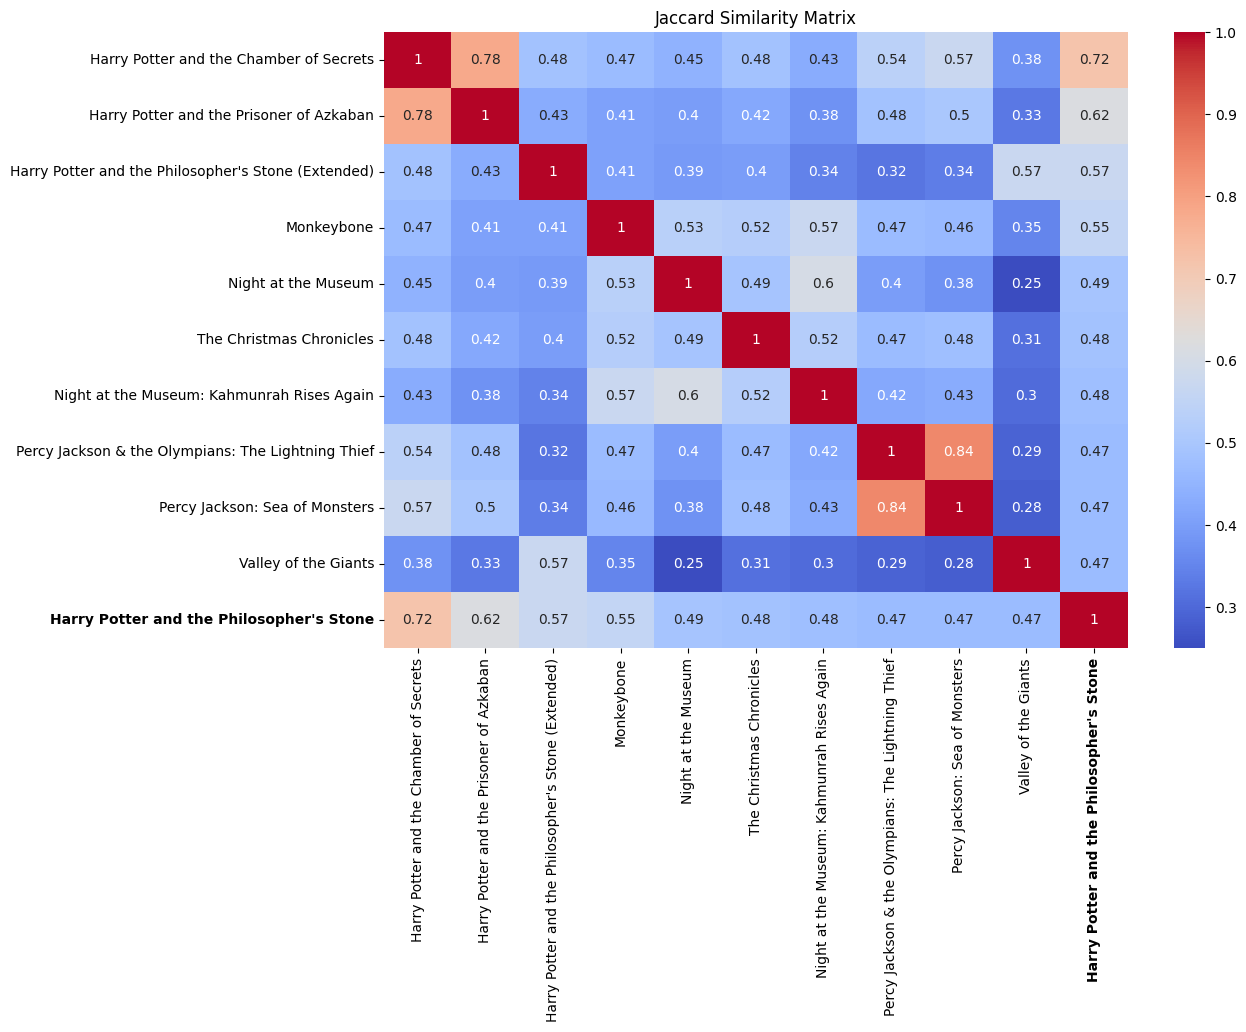 Jaccard Similarity Matrix
Harry Potter and the Chamber of Secrets 1 0.78 0.48 0.47 0.45 0.48 0.43 0.54 0.57 0.38 0.72
Harry Potter and the Prisoner of Azkaban 0.78 1 0.43 0.41 0.4 0.42 0.38 0.48 0.5 0.33 0.62
Harry Potter and the Philosopher's Stone (Extended) 0.48 0.43 1 0.41 0.39 0.4 0.34 0.32 0.34 0.57 0.57
Monkeybone 0.47 0.41 0.41 1 0.53 0.52 0.57 0.47 0.46 0.35 0.55
Night at the Museum 0.45 0.4 0.39 0.53 1 0.49 0.6 0.4 0.38 0.25 0.49
The Christmas Chronicles 0.48 0.42 0.4 0.52 0.49 1 0.52 0.47 0.48 0.31 0.48
Night at the Museum: Kahmunrah Rises Again 0.43 0.38 0.34 0.57 0.6 0.52 1 0.42 0.43 0.3 0.48
Percy Jackson & the Olympians: The Lightning Thief 0.54 0.48 0.32 0.47 0.4 0.47 0.42 1 0.84 0.29 0.47
Percy Jackson: Sea of Monsters 0.57 0.5 0.34 0.46 0.38 0.48 0.43 0.84 1 0.28 0.47
Valley of the Giants 0.38 0.33 0.57 0.35 0.25 0.31 0.3 0.29 0.28 1 0.47
Harry Potter and the Philosopher's Stone 0.72 0.62 0.57 0.55 0.49 0.48 0.48 0.47 0.47 0.47 1
Harry Potter and the Chamber of Secrets
Harry Potter and the Prisoner of Azkaban
Harry Potter and the Philosopher's Stone (Extended)
Monkeybone
Night at the Museum
The Christmas Chronicles
Night at the Museum: Kahmunrah Rises Again
Percy Jackson & the Olympians: The Lightning Thief
Percy Jackson: Sea of Monsters
Valley of the Giants
Harry Potter and the Philosopher's Stone
1.0
0.9
0.8
0.7
0.6
0.5
0.4
0.3